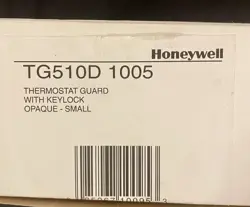 Honeywell
TG510D 1005
THERMOSTAT GUARD
WITH KEYLOCK
OPAQUE - SMALL